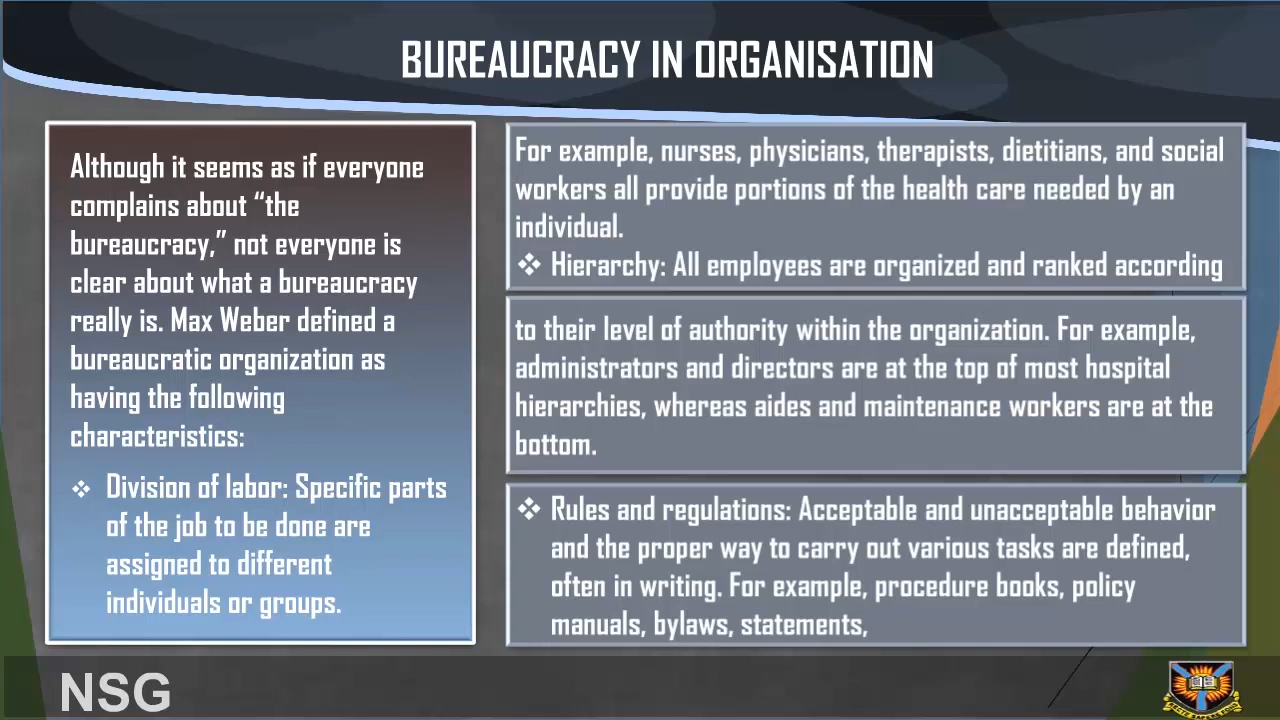 BUREAUCRACY IN ORGANISATION
Although it seems as if everyone
complains about “the
bureaucracy,” not everyone is
clear about what a bureaucracy
really is. Max Weber defined a
bureaucratic organization as
having the following
characteristics:
❖ Division of labor: Specific parts
of the job to be done are
assigned to different
individuals or groups.
For example, nurses, physicians, therapists, dietitians, and social
workers all provide portions of the health care needed by an
individual.
❖ Hierarchy: All employees are organized and ranked according
to their level of authority within the organization. For example,
administrators and directors are at the top of most hospital
hierarchies, whereas aides and maintenance workers are at the
bottom.
❖ Rules and regulations: Acceptable and unacceptable behavior
and the proper way to carry out various tasks are defined,
often in writing. For example, procedure books, policy
manuals, bylaws, statements,
NSG